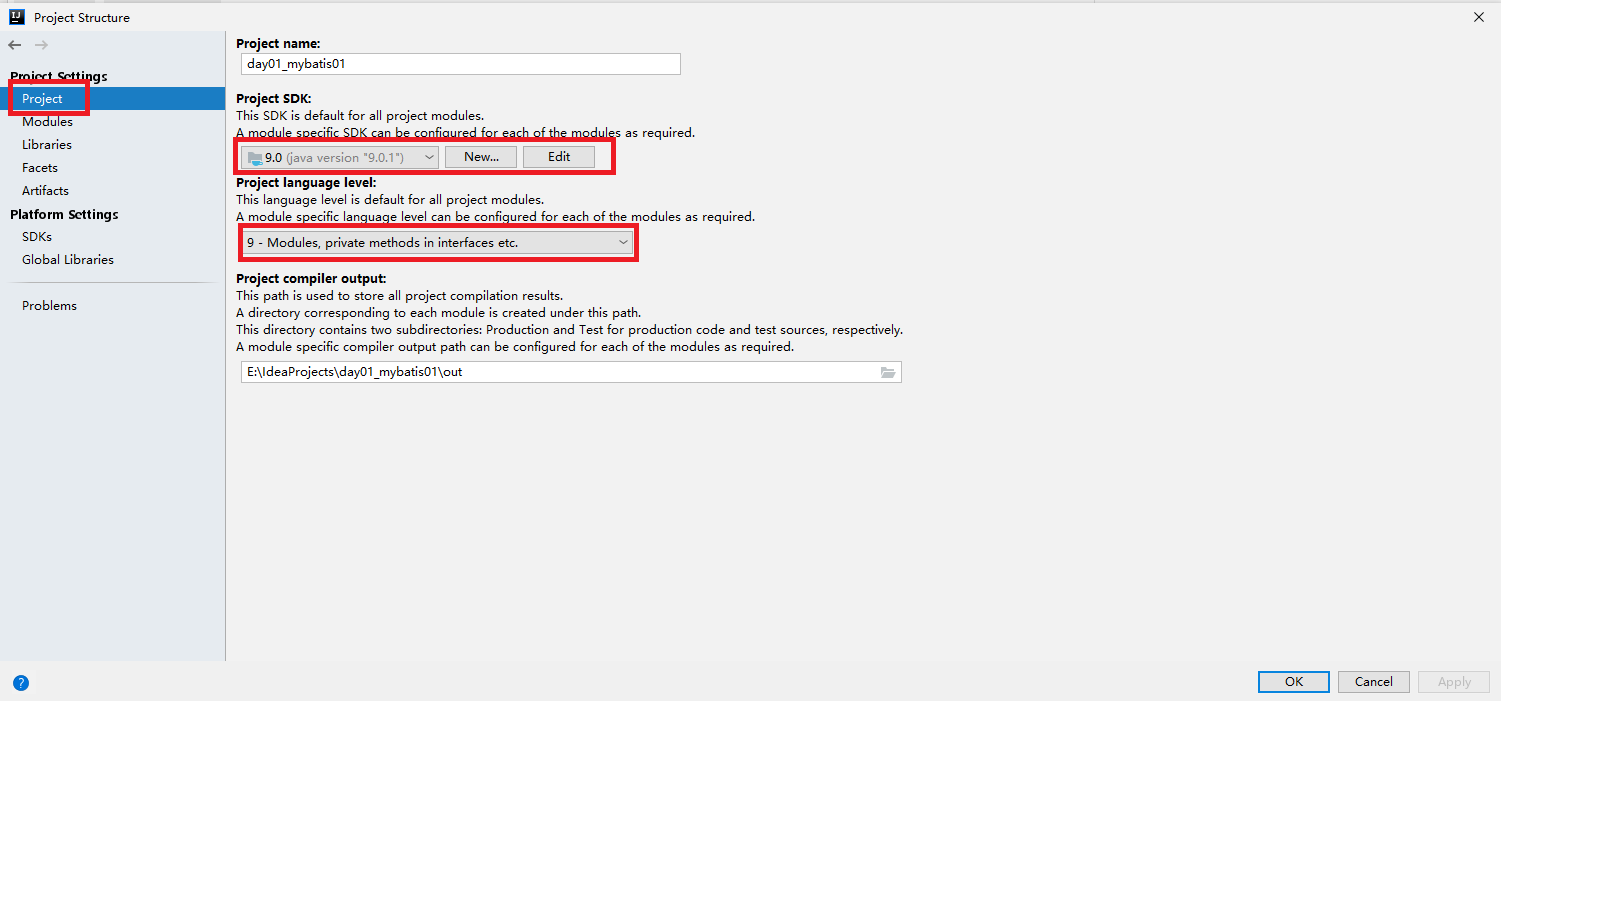 Project Structure
Project Settings
Project
Modules
Libraries
Facets
Artifacts
Platform Settings
SDKs
Global Libraries
Problems
Project name:
day01_mybatis01
Project SDK:
This SDK is default for all project modules.
A module specific SDK can be configured for each of the modules as required.
9.0 (java version "9.0.1") New... Edit
Project language level:
This language level is default for all project modules.
A module specific language level can be configured for each of the modules as required.
9 - Modules, private methods in interfaces etc.
Project compiler output:
This path is used to store all project compilation results.
A directory corresponding to each module is created under this path.
This directory contains two subdirectories: Production and Test for production code and test sources, respectively.
A module specific compiler output path can be configured for each of the modules as required.
E:\IdeaProjects\day01_mybatis01\out
? OK Cancel Apply